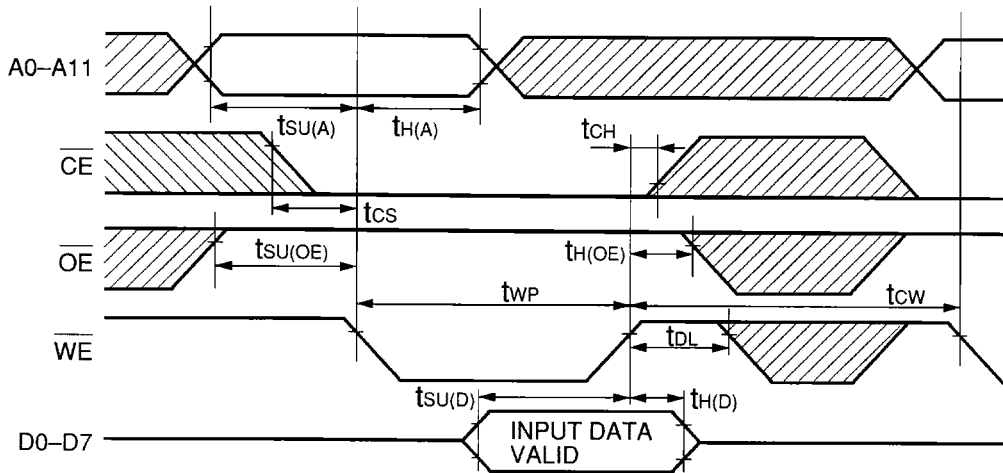 A0–A11
tSU(A)
tH(A)
tCH
CE
tCS
tSU(OE)
OE
tH(OE)
tWP
tCW
WE
tDL
tSU(D)
tH(D)
D0–D7
INPUT DATA
VALID